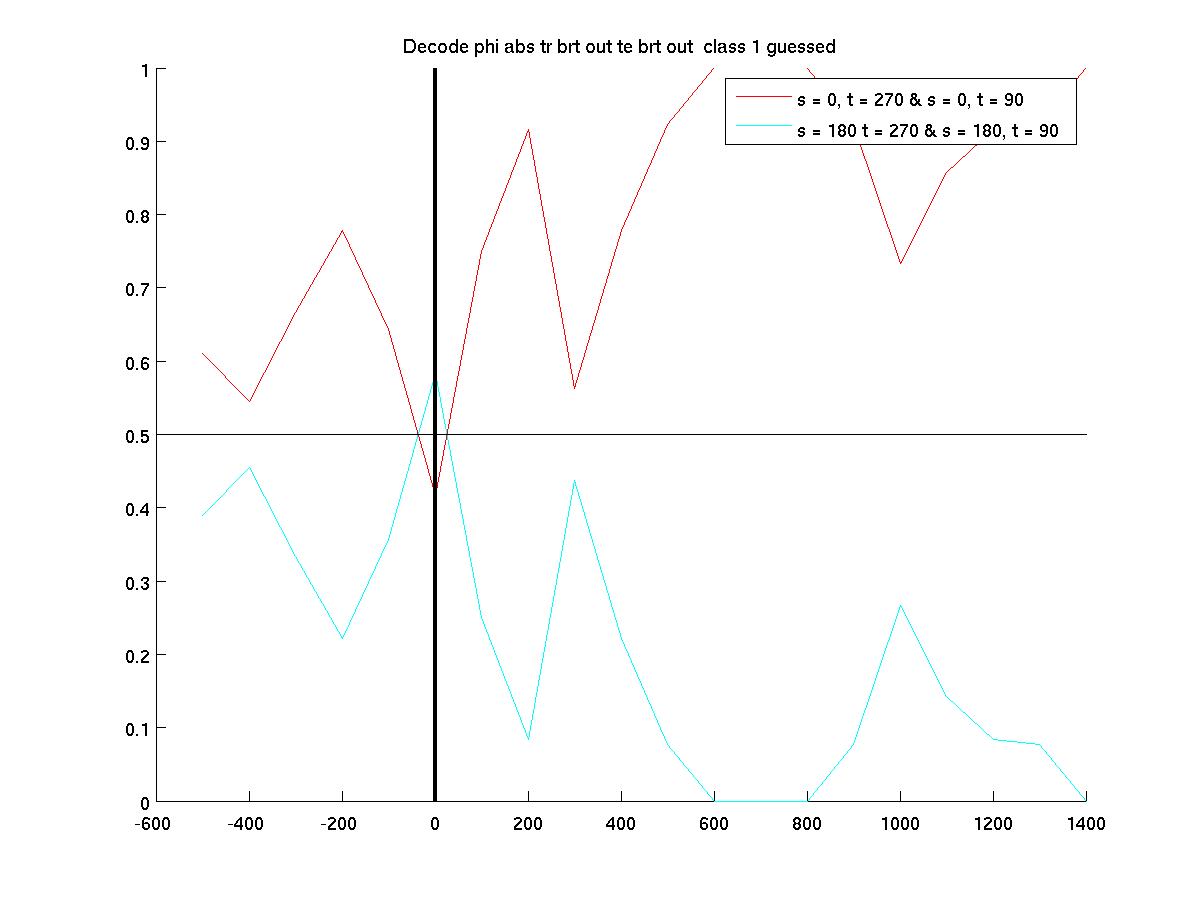 Decode phi abs tr brt out te brt out class 1 guessed
s = 0, t = 270 & s = 0, t = 90
s = 180 t = 270 & s = 180, t = 90
1
0.9
0.8
0.7
0.6
0.5
0.4
0.3
0.2
0.1
0
-600 -400 -200 0 200 400 600 800 1000 1200 1400